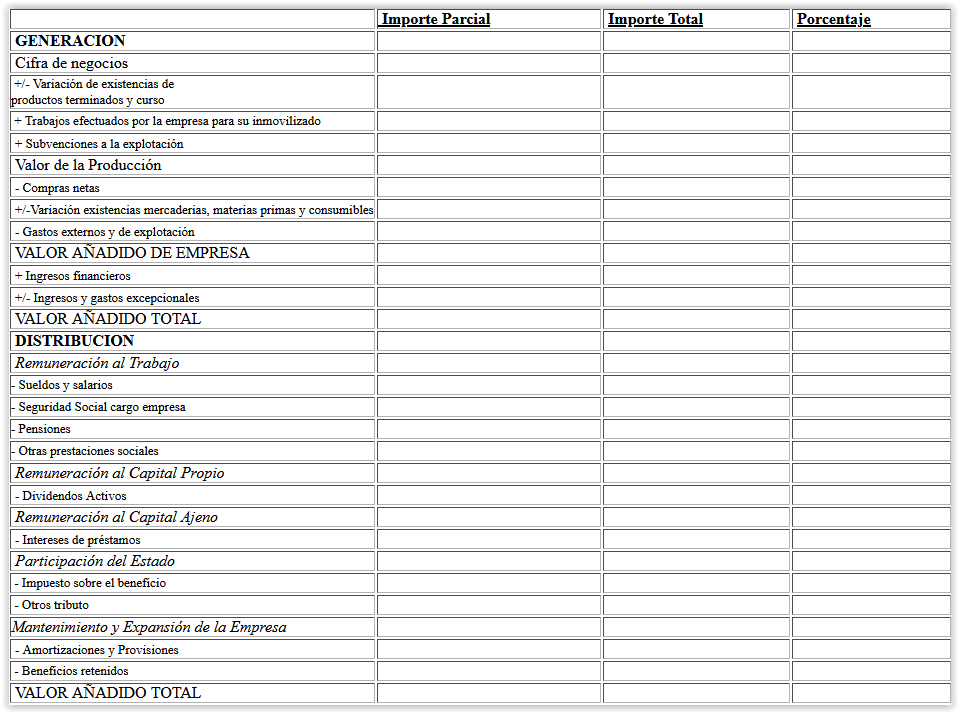 Importe Parcial Importe Total Porcentaje
GENERACION
Cifra de negocios
+/- Variación de existencias de
productos terminados y curso
+ Trabajos efectuados por la empresa para su inmovilizado
+ Subvenciones a la explotación
Valor de la Producción
- Compras netas
+/-Variación existencias mercaderias, materias primas y consumibles
- Gastos externos y de explotación
VALOR AÑADIDO DE EMPRESA
+ Ingresos financieros
+/- Ingresos y gastos excepcionales
VALOR AÑADIDO TOTAL
DISTRIBUCION
Remuneración al Trabajo
- Sueldos y salarios
- Seguridad Social cargo empresa
- Pensiones
- Otras prestaciones sociales
Remuneración al Capital Propio
- Dividendos Activos
Remuneración al Capital Ajeno
- Intereses de préstamos
Participación del Estado
- Impuesto sobre el beneficio
- Otros tributo
Mantenimiento y Expansión de la Empresa
- Amortizaciones y Provisiones
- Beneficios retenidos
VALOR AÑADIDO TOTAL